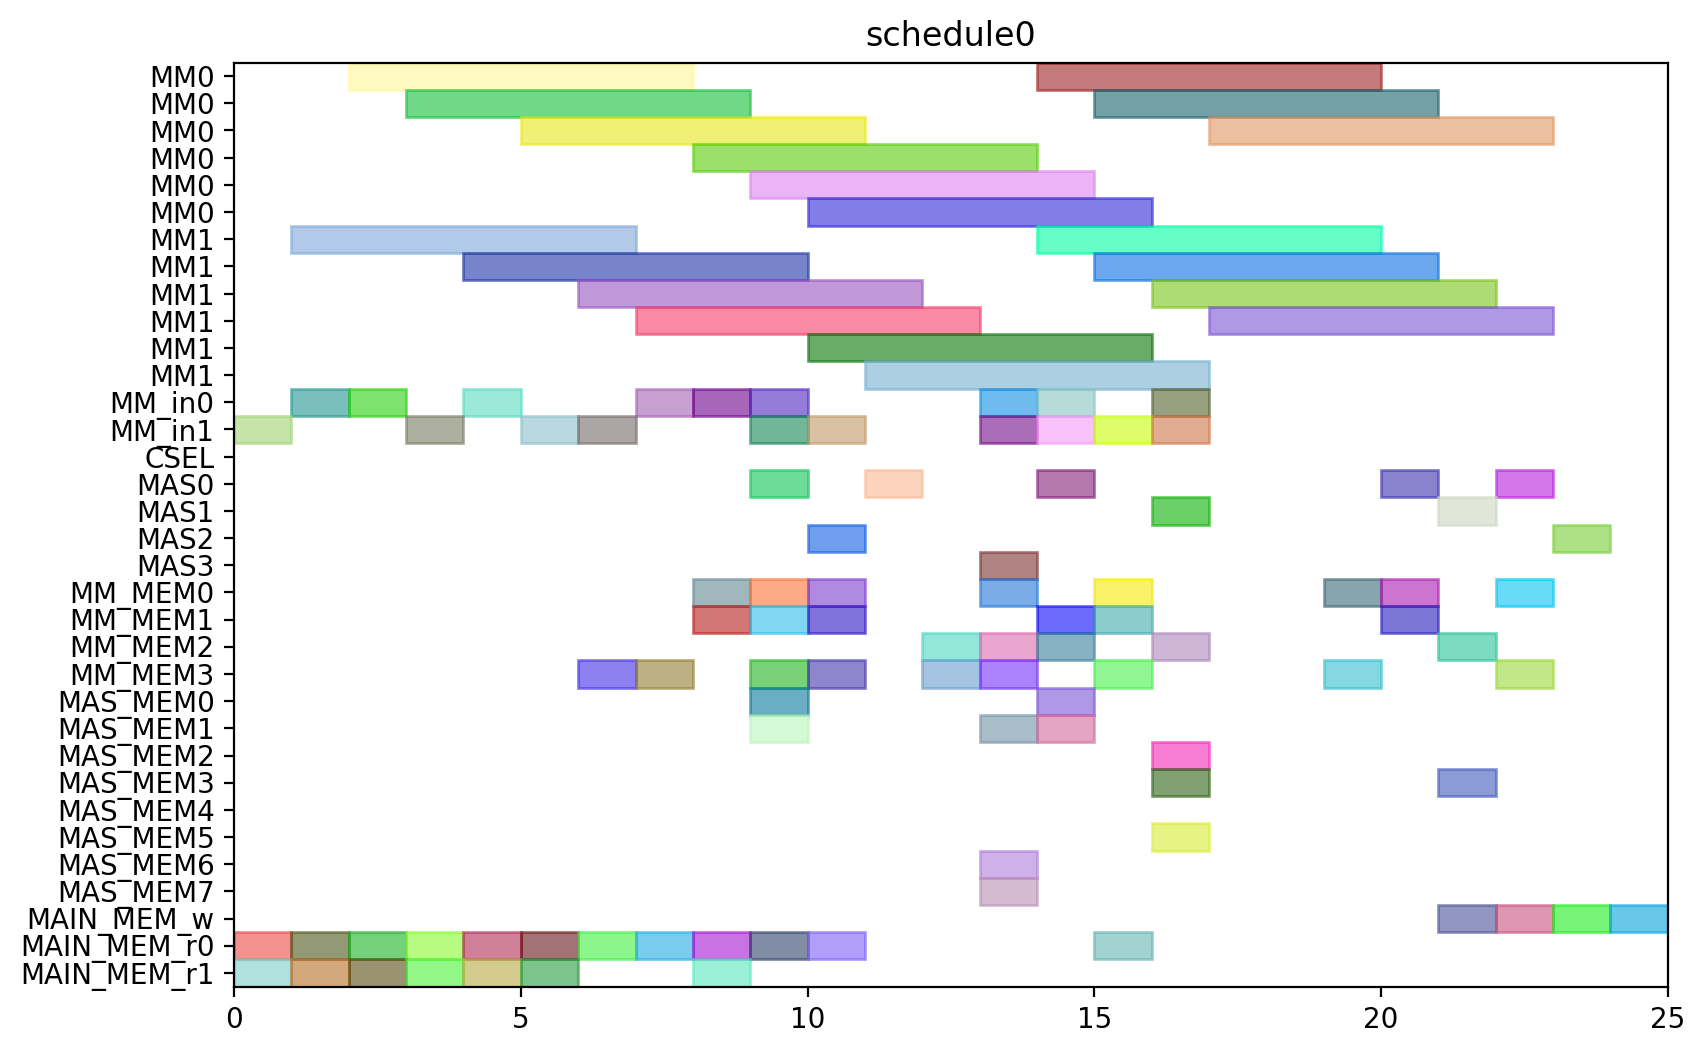 schedule0
MM0
MM0
MM0
MM0
MM0
MM0
MM1
MM1
MM1
MM1
MM1
MM1
MM_in0
MM_in1
CSEL
MAS0
MAS1
MAS2
MAS3
MM_MEM0
MM_MEM1
MM_MEM2
MM_MEM3
MAS_MEM0
MAS_MEM1
MAS_MEM2
MAS_MEM3
MAS_MEM4
MAS_MEM5
MAS_MEM6
MAS_MEM7
MAIN_MEM_w
MAIN_MEM_r0
MAIN_MEM_r1
0 5 10 15 20 25